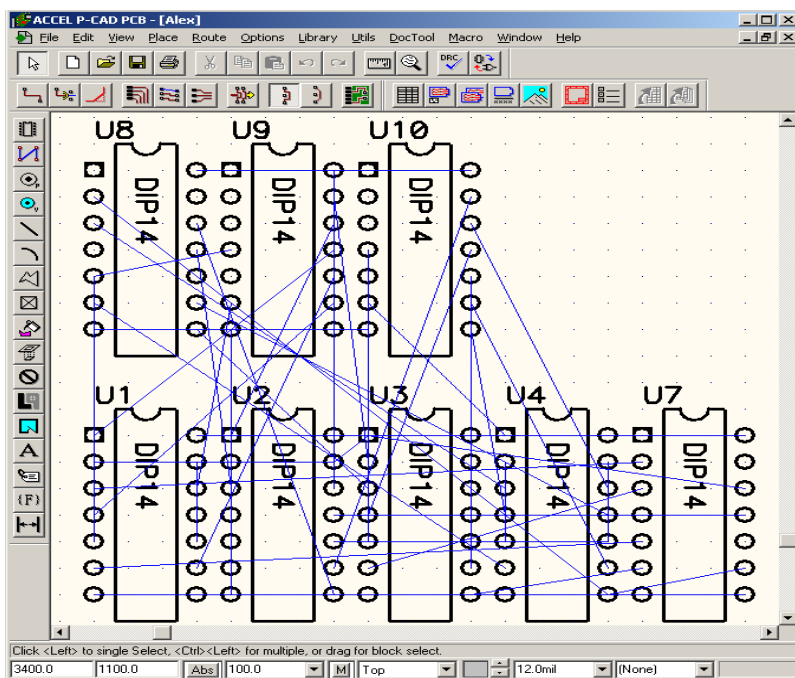 ACCEL P-CAD PCB - [Alex]
File Edit View Place Route Options Library Utils DocTool Macro Window Help
DRC
U8 U9 U10
DIP14 DIP14 DIP14
U1 U2 U3 U4 U7
DIP14 DIP14 DIP14 DIP14 DIP14
P
V
A
{F}
Click <Left> to single Select, <Ctrl><Left> for multiple, or drag for block select.
3400.0 1100.0 Abs 100.0 M Top 12.0mil (None)